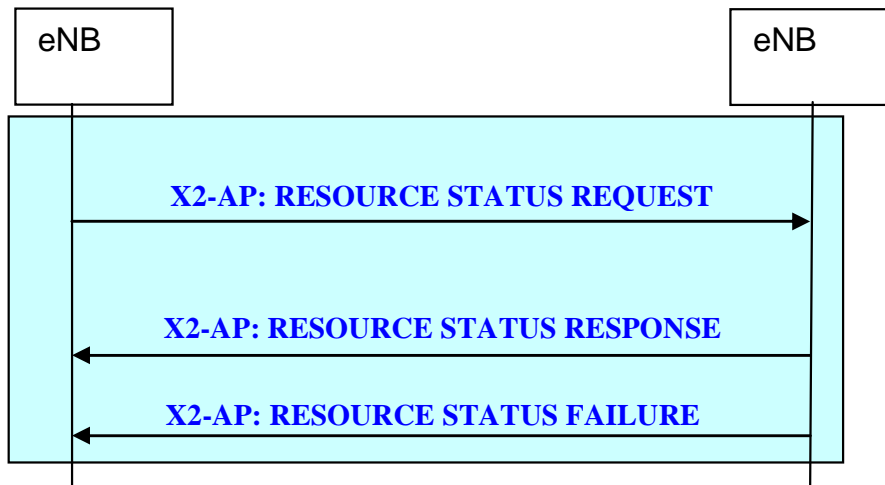 eNB
eNB
X2-AP: RESOURCE STATUS REQUEST
X2-AP: RESOURCE STATUS RESPONSE
X2-AP: RESOURCE STATUS FAILURE